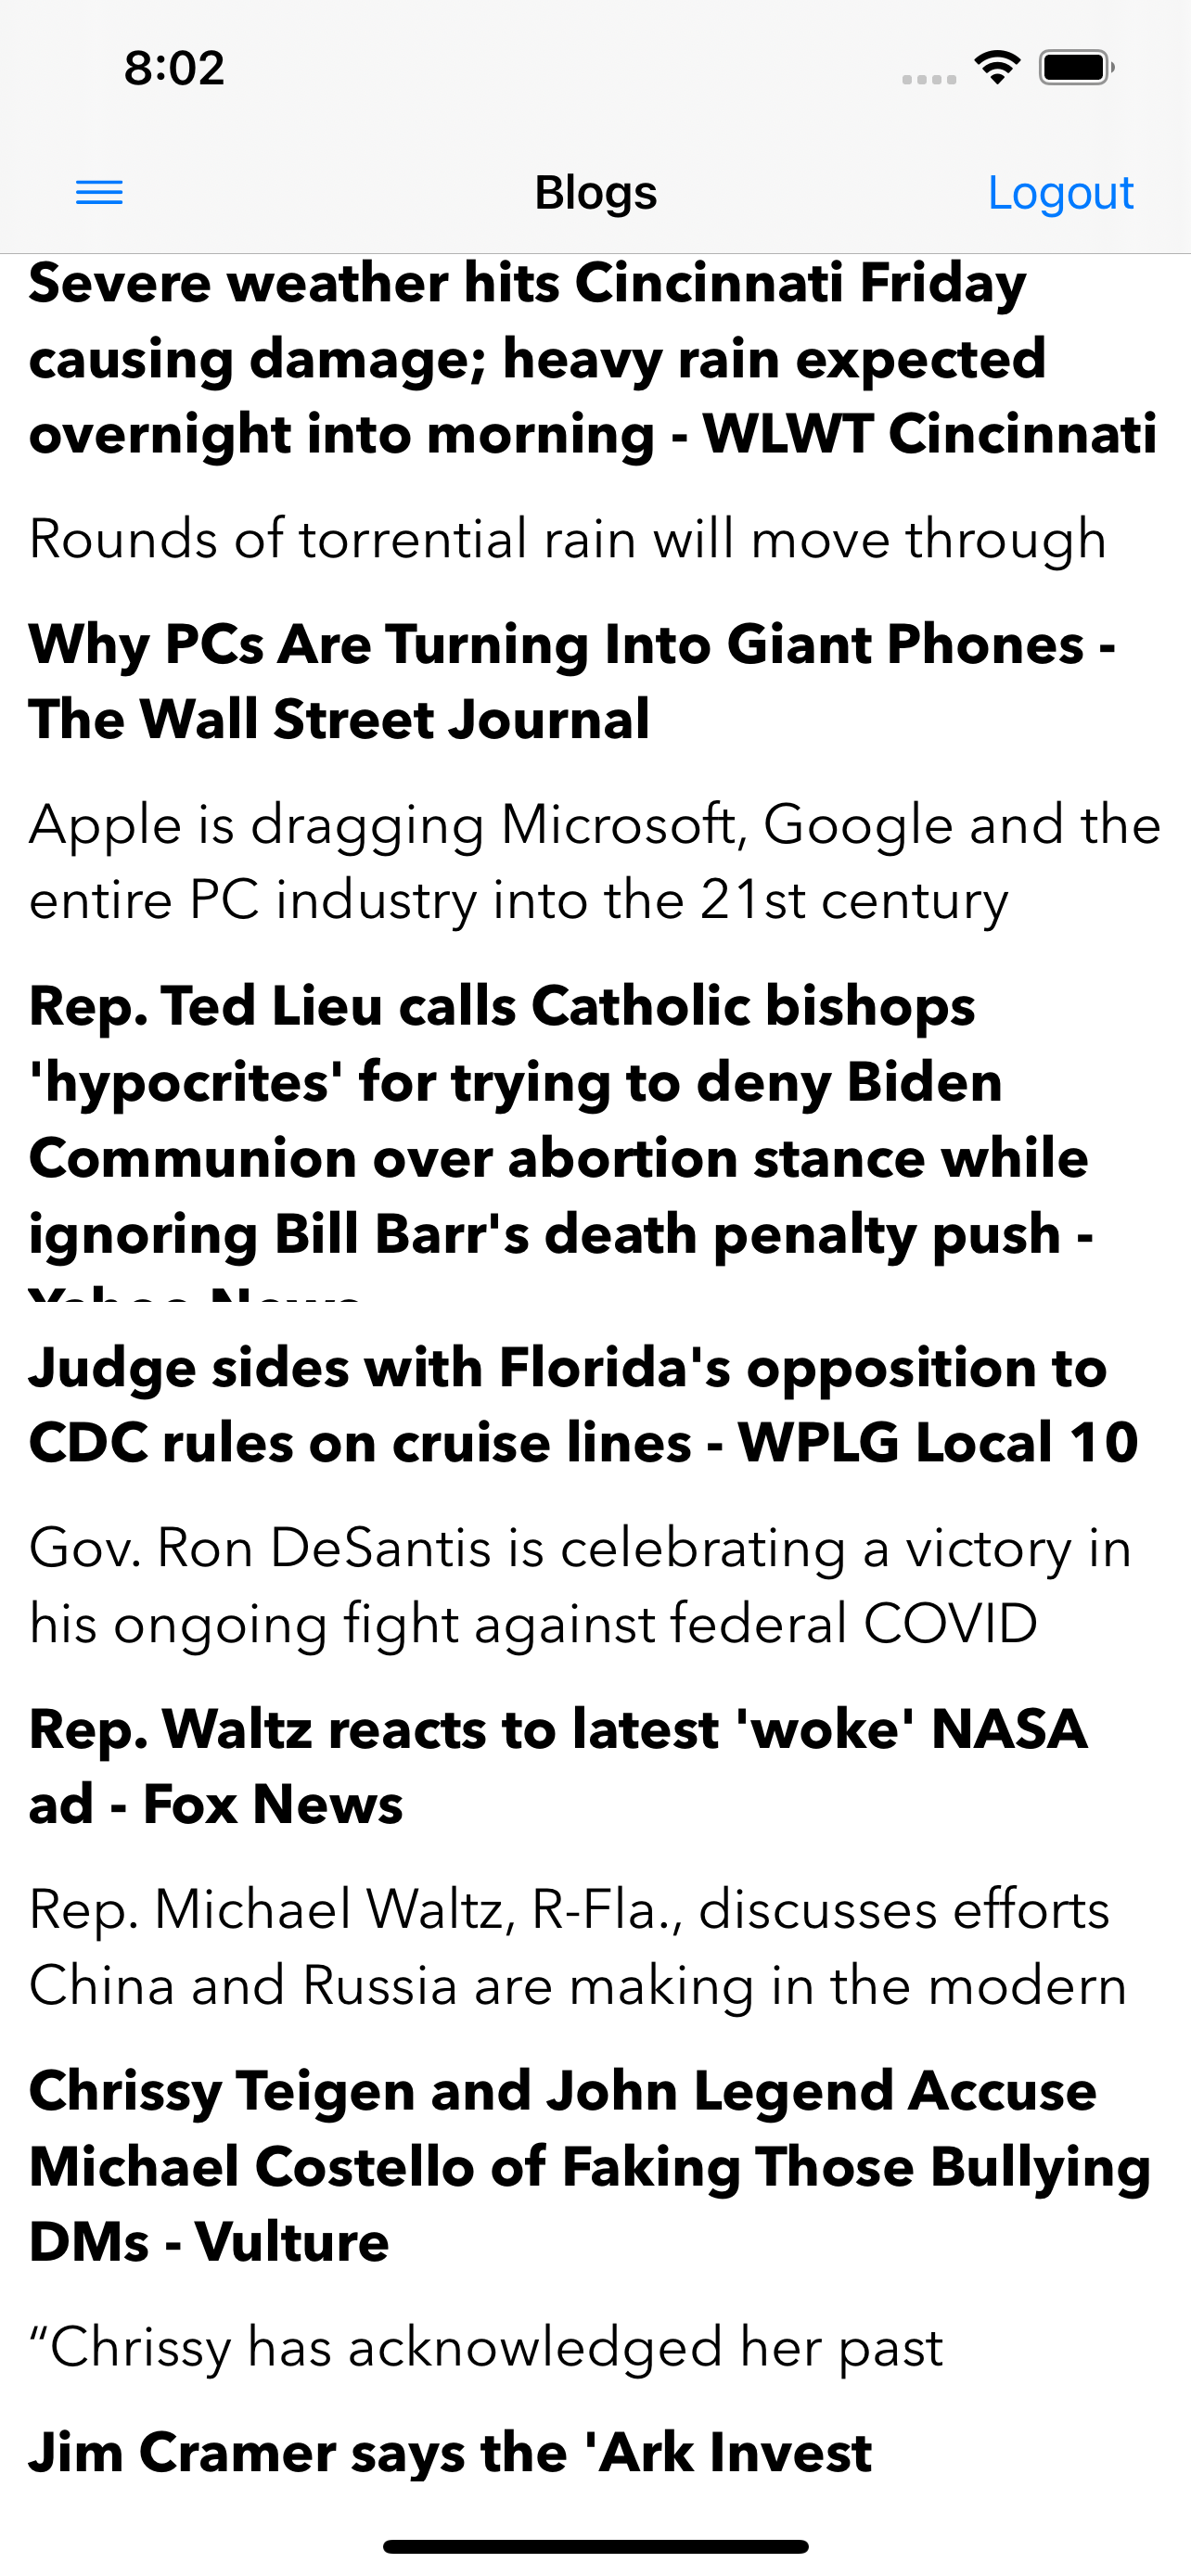 8:02
Blogs
Logout
Severe weather hits Cincinnati Friday
causing damage; heavy rain expected
overnight into morning - WLWT Cincinnati
Rounds of torrential rain will move through
Why PCs Are Turning Into Giant Phones -
The Wall Street Journal
Apple is dragging Microsoft, Google and the
entire PC industry into the 21st century
Rep. Ted Lieu calls Catholic bishops
'hypocrites' for trying to deny Biden
Communion over abortion stance while
ignoring Bill Barr's death penalty push -
Yahoo News
Judge sides with Florida's opposition to
CDC rules on cruise lines - WPLG Local 10
Gov. Ron DeSantis is celebrating a victory in
his ongoing fight against federal COVID
Rep. Waltz reacts to latest 'woke' NASA
ad - Fox News
Rep. Michael Waltz, R-Fla., discusses efforts
China and Russia are making in the modern
Chrissy Teigen and John Legend Accuse
Michael Costello of Faking Those Bullying
DMs - Vulture
“Chrissy has acknowledged her past
Jim Cramer says the 'Ark Invest